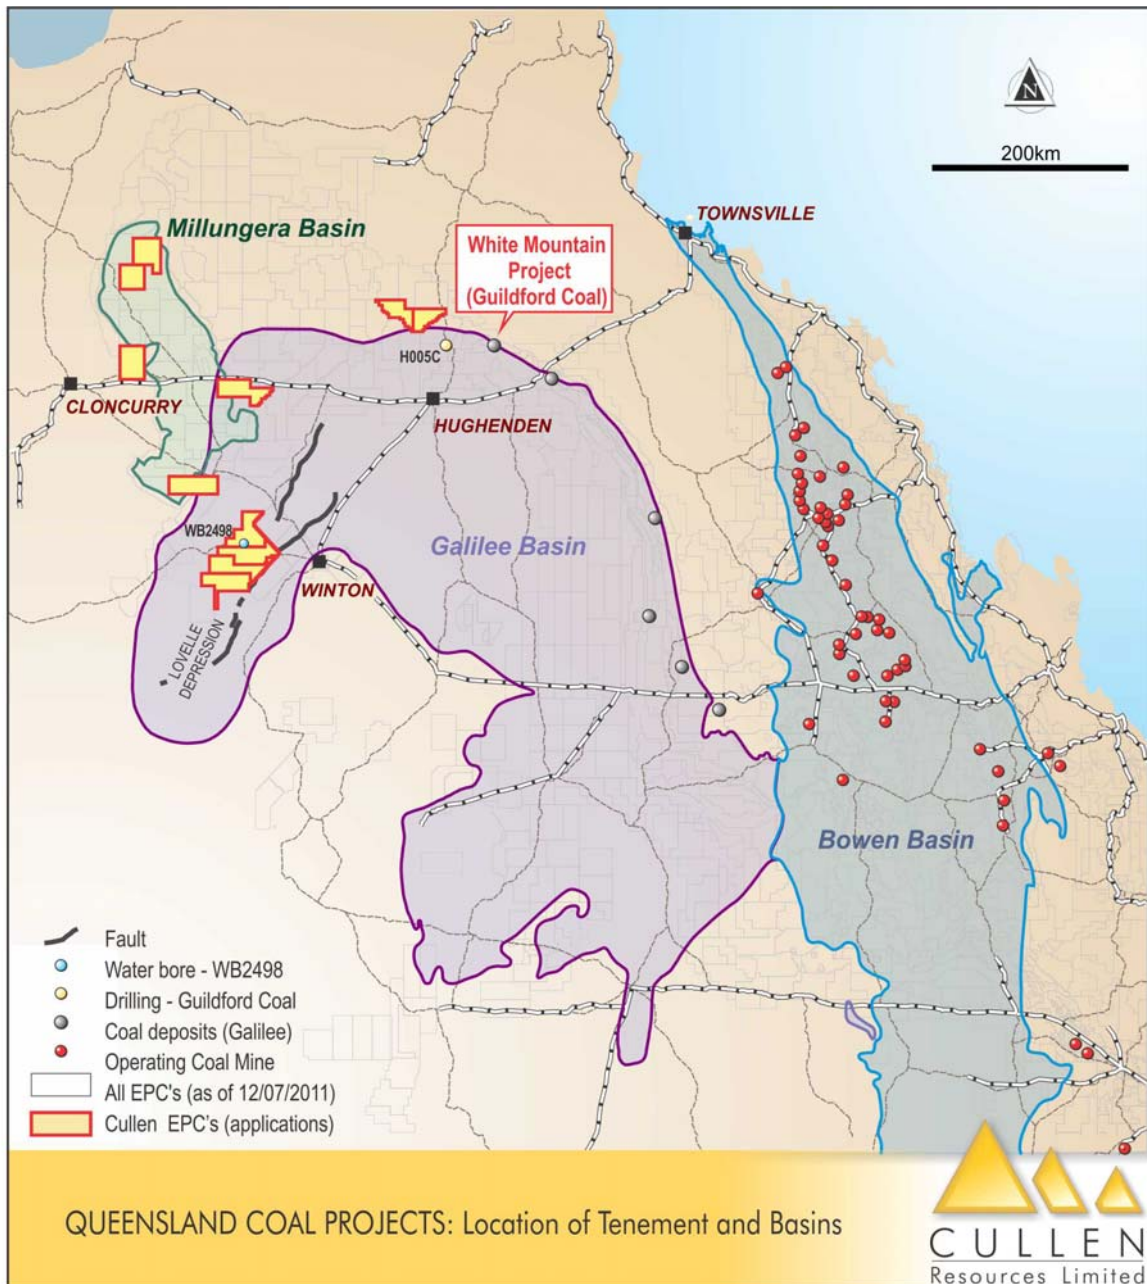 N
200km
TOWNSVILLE
Millungera Basin
White Mountain
Project
(Guildford Coal)
H005C
CLONCURRY
HUGHENDEN
WB2498
Galilee Basin
WINTON
LOVELLE
DEPRESSION
Bowen Basin
Fault
Water bore - WB2498
Drilling - Guildford Coal
Coal deposits (Galilee)
Operating Coal Mine
All EPC's (as of 12/07/2011)
Cullen EPC's (applications)
QUEENSLAND COAL PROJECTS: Location of Tenement and Basins
CULLEN
Resources Limited